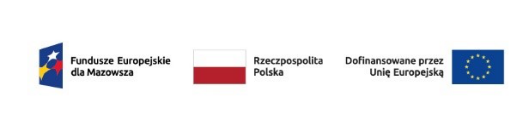 Fundusze Europejskie
dla Mazowsza
Rzeczpospolita
Polska
Dofinansowane przez
Unię Europejską